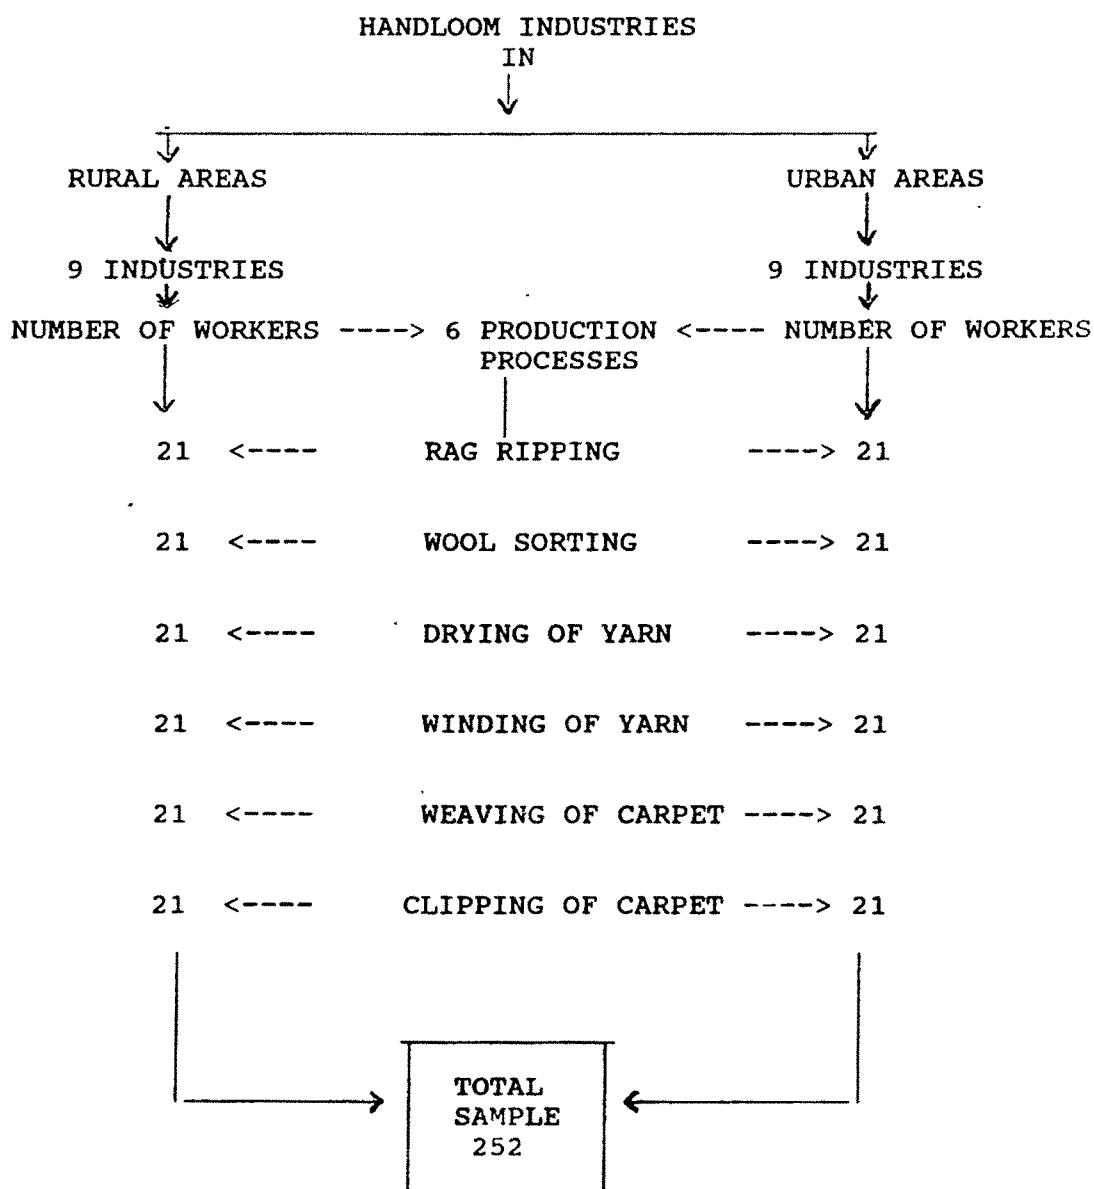 HANDLOOM INDUSTRIES
IN
RURAL AREAS URBAN AREAS
9 INDUSTRIES 9 INDUSTRIES
NUMBER OF WORKERS ----> 6 PRODUCTION <---- NUMBER OF WORKERS
PROCESSES
21 <---- RAG RIPPING ----> 21
21 <---- WOOL SORTING ----> 21
21 <---- DRYING OF YARN ----> 21
21 <---- WINDING OF YARN ----> 21
21 <---- WEAVING OF CARPET ----> 21
21 <---- CLIPPING OF CARPET ----> 21
TOTAL
SAMPLE
252